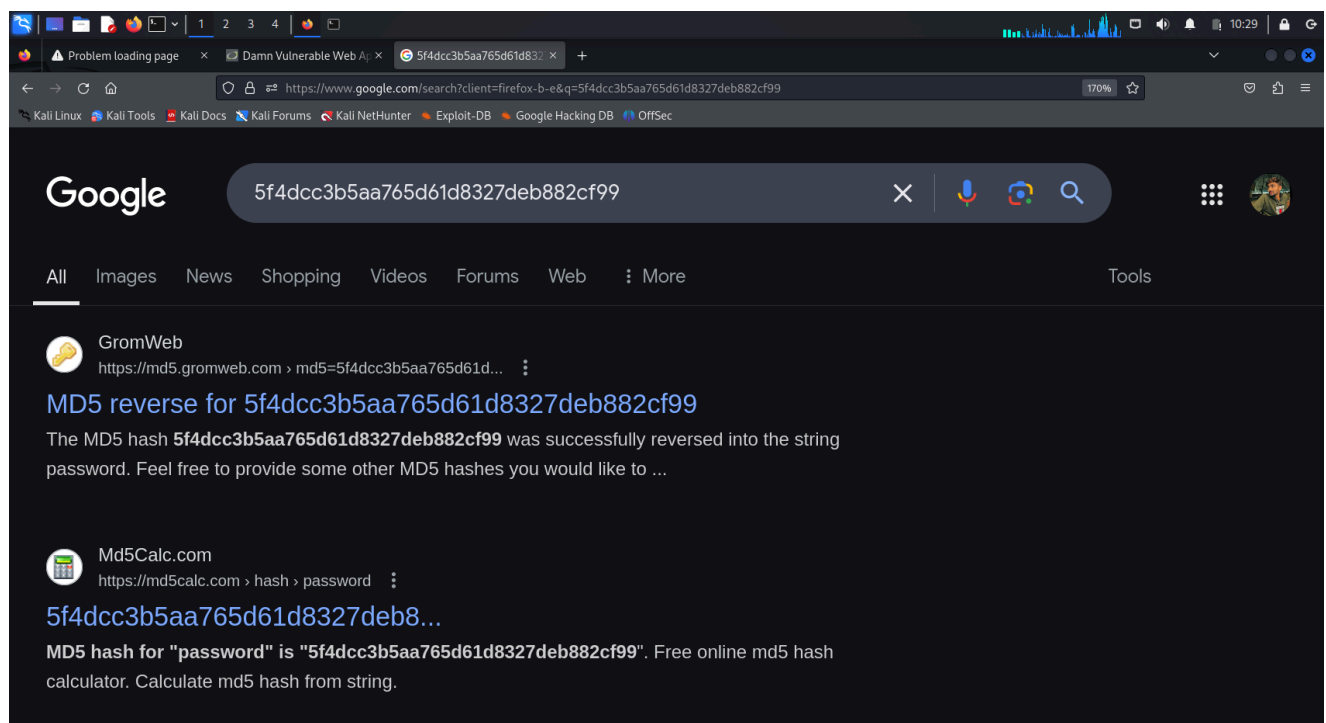 1 2 3 4 10:29
Problem loading page Damn Vulnerable Web Ap 5f4dcc3b5aa765d61d832
https://www.google.com/search?client=firefox-b-e&q=5f4dcc3b5aa765d61d8327deb882cf99 170%
Kali Linux Kali Tools Kali Docs Kali Forums Kali NetHunter Exploit-DB Google Hacking DB OffSec
Google 5f4dcc3b5aa765d61d8327deb882cf99
All Images News Shopping Videos Forums Web More Tools
GromWeb
https://md5.gromweb.com › md5=5f4dcc3b5aa765d61d...
MD5 reverse for 5f4dcc3b5aa765d61d8327deb882cf99
The MD5 hash 5f4dcc3b5aa765d61d8327deb882cf99 was successfully reversed into the string
password. Feel free to provide some other MD5 hashes you would like to ...
Md5Calc.com
https://md5calc.com › hash › password
5f4dcc3b5aa765d61d8327deb8...
MD5 hash for "password" is "5f4dcc3b5aa765d61d8327deb882cf99". Free online md5 hash
calculator. Calculate md5 hash from string.